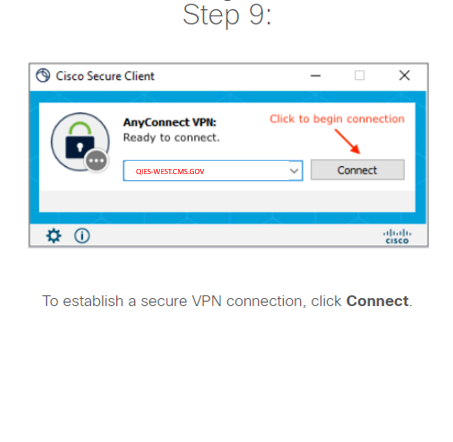 Step 9:
Cisco Secure Client
AnyConnect VPN:
Click to begin connection
Ready to connect.
QIES-WEST.CMS.GOV
Connect
CISCO
To establish a secure VPN connection, click Connect.